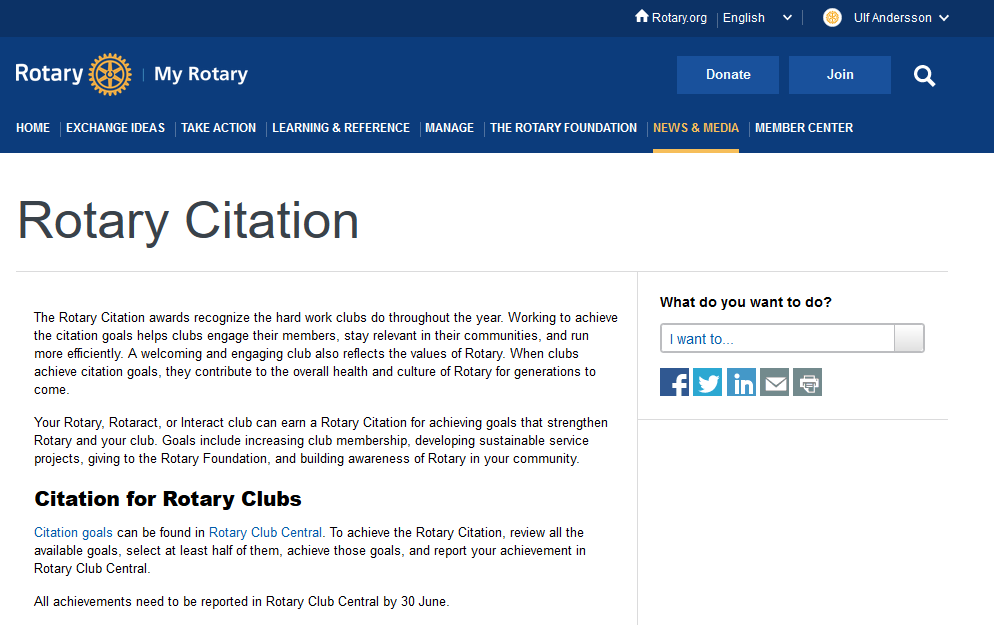 Rotary.org English Ulf Andersson
Rotary My Rotary Donate Join
HOME EXCHANGE IDEAS TAKE ACTION LEARNING & REFERENCE MANAGE THE ROTARY FOUNDATION NEWS & MEDIA MEMBER CENTER
Rotary Citation
The Rotary Citation awards recognize the hard work clubs do throughout the year. Working to achieve
the citation goals helps clubs engage their members, stay relevant in their communities, and run
more efficiently. A welcoming and engaging club also reflects the values of Rotary. When clubs
achieve citation goals, they contribute to the overall health and culture of Rotary for generations to
come.
Your Rotary, Rotaract, or Interact club can earn a Rotary Citation for achieving goals that strengthen
Rotary and your club. Goals include increasing club membership, developing sustainable service
projects, giving to the Rotary Foundation, and building awareness of Rotary in your community.
Citation for Rotary Clubs
Citation goals can be found in Rotary Club Central. To achieve the Rotary Citation, review all the
available goals, select at least half of them, achieve those goals, and report your achievement in
Rotary Club Central.
All achievements need to be reported in Rotary Club Central by 30 June.
What do you want to do?
I want to...